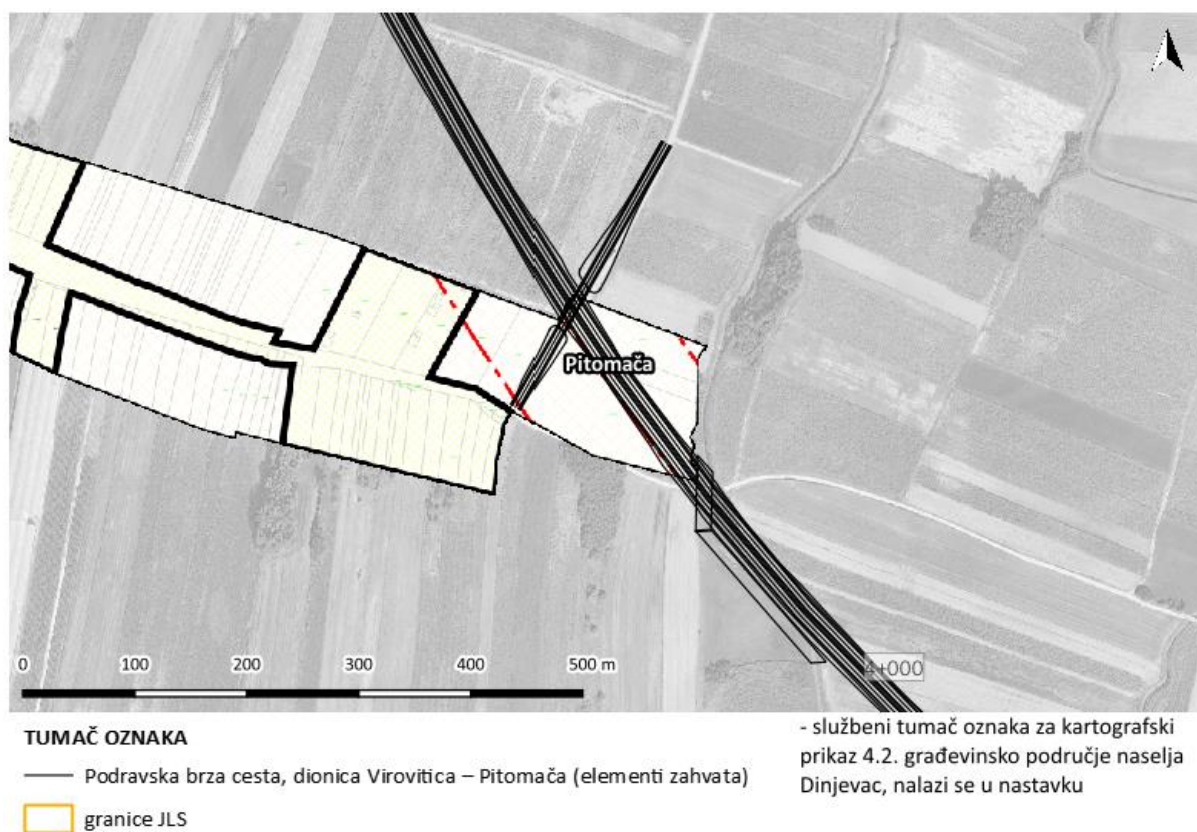 Pitomača
0 100 200 300 400 500 m
4+000
TUMAČ OZNAKA
Podravska brza cesta, dionica Virovitica – Pitomača (elementi zahvata)
granice JLS
- službeni tumač oznaka za kartografski
prikaz 4.2. građevinsko područje naselja
Dinjevac, nalazi se u nastavku